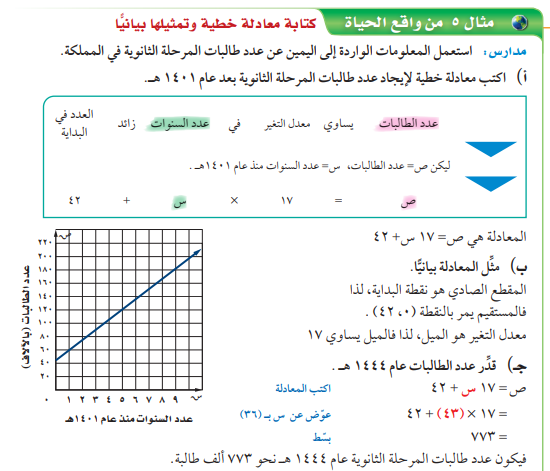 مثال ٥ من واقع الحياة
كتابة معادلة خطية وتمثيلها بيانيًّا
مدارس: استعمل المعلومات الواردة إلى اليمين عن عدد طالبات المرحلة الثانوية في المملكة.
أ) اكتب معادلة خطية لإيجاد عدد طالبات المرحلة الثانوية بعد عام ١٤٠١هـ.
عدد الطالبات يساوي معدل التغير في عدد السنوات زائد العدد في البداية
ليكن ص= عدد الطالبات، س= عدد السنوات منذ عام ١٤٠١هـ .
ص = ١٧ × س + ٤٢
المعادلة هي ص= ١٧ س+ ٤٢
ب) مثِّل المعادلة بيانيًّا.
المقطع الصادي هو نقطة البداية، لذا
فالمستقيم يمر بالنقطة (٠، ٤٢) .
معدل التغير هو الميل، لذا فالميل يساوي ١٧
ص
٢٢٠
٢٠٠
١٨٠
١٦٠
١٤٠
١٢٠
١٠٠
٨٠
٦٠
٤٠
٢٠
٠ ١ ٢ ٣ ٤ ٥ ٦ ٧ ٨ ٩ س
عدد الطالبات (بالآلاف)
عدد السنوات منذ عام ١٤٠١هـ
جـ) قدِّر عدد الطالبات عام ١٤٤٤ هـ .
ص= ١٧ س + ٤٢ اكتب المعادلة
= ١٧ × (٤٣) + ٤٢ عوّض عن س بـ (٣٦)
= ٧٧٣ بسّط
فيكون عدد طالبات المرحلة الثانوية عام ١٤٤٤ هـ نحو ٧٧٣ ألف طالبة.